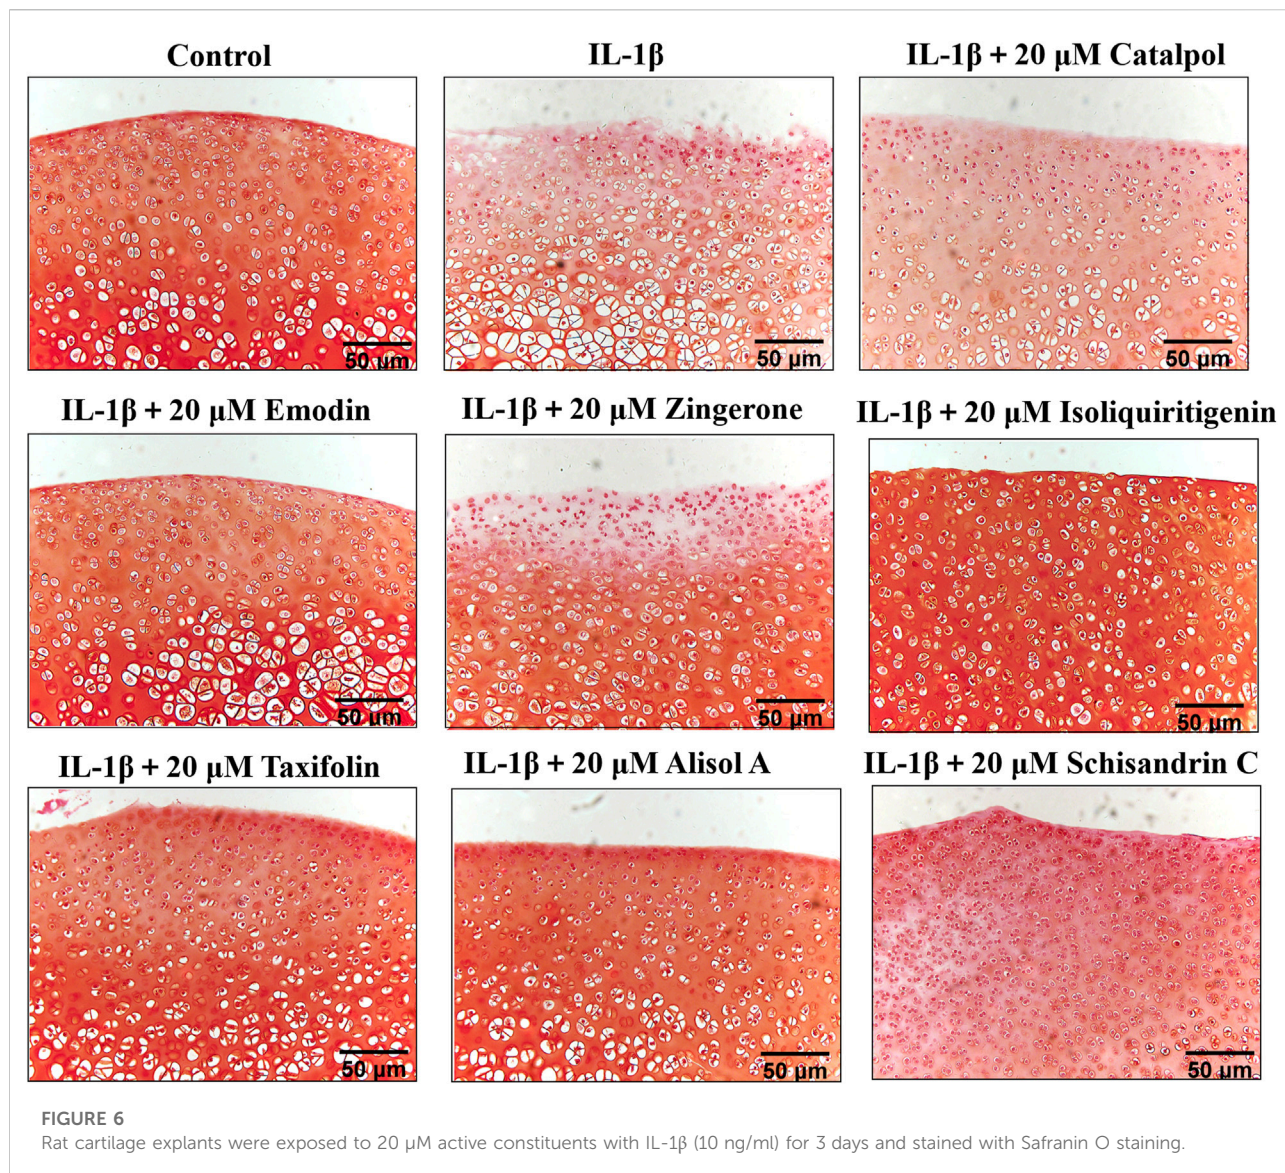 Control
IL-1β
IL-1β + 20 μM Catalpol
50 μm
50 μm
50 μm
IL-1β + 20 μM Emodin
IL-1β + 20 μM Zingerone
IL-1β + 20 μM Isoliquiritigenin
50 μm
50 μm
50 μm
IL-1β + 20 μM Taxifolin
IL-1β + 20 μM Alisol A
IL-1β + 20 μM Schisandrin C
50 μm
50 μm
50 μm
FIGURE 6
Rat cartilage explants were exposed to 20 μM active constituents with IL-1β (10 ng/ml) for 3 days and stained with Safranin O staining.